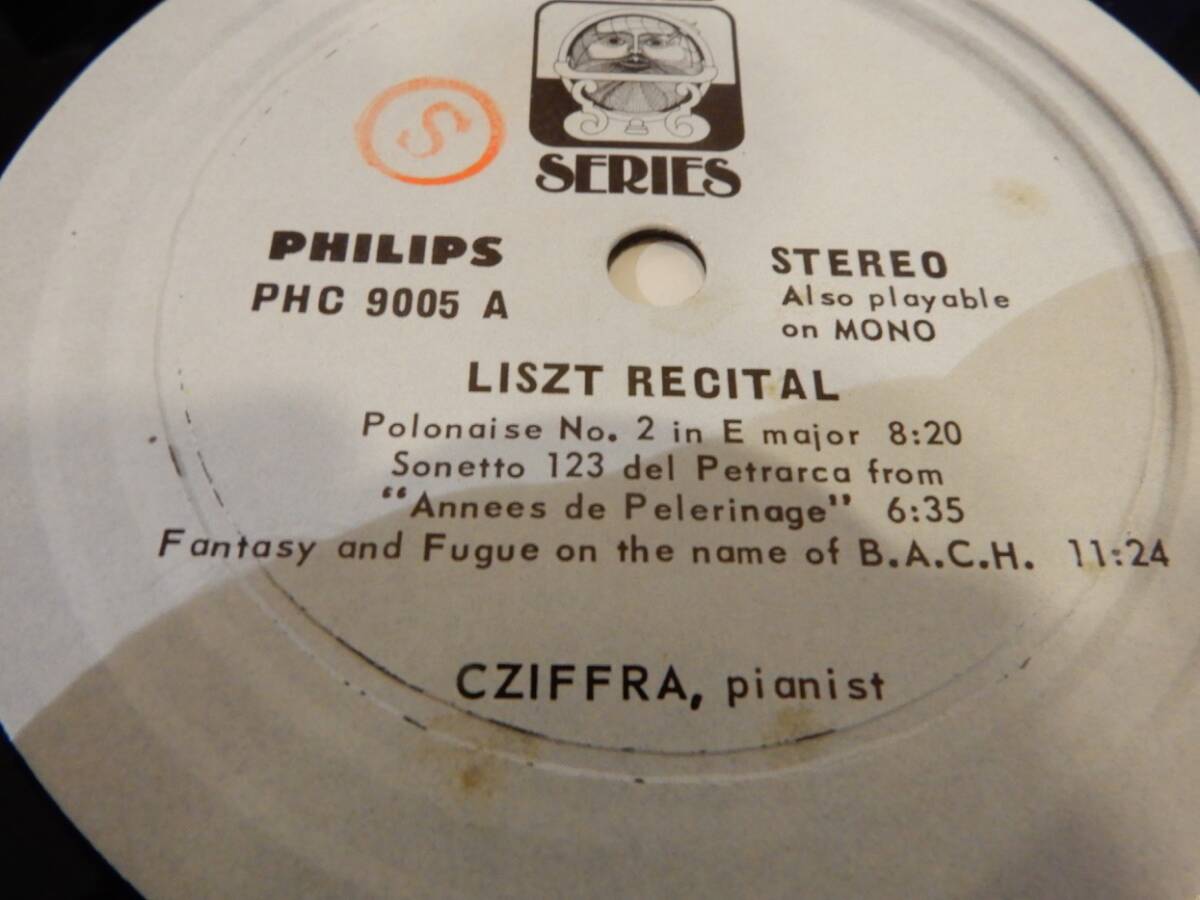 S
SERIES
PHILIPS
PHC 9005 A
STEREO
Also playable
on MONO
LISZT RECITAL
Polonaise No. 2 in E major 8:20
Sonetto 123 del Petrarca from
"Annees de Pelerinage" 6:35
Fantasy and Fugue on the name of B.A.C.H. 11:24
CZIFFRA, pianist